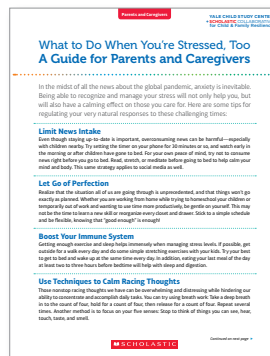 Parents and Caregivers
YALE CHILD STUDY CENTER
+ SCHOLASTIC COLLABORATIVE
for Child & Family Resilience
What to Do When You're Stressed, Too
A Guide for Parents and Caregivers
In the midst of all the news about the global pandemic, anxiety is inevitable.
Being able to recognize and manage your stress will not only help you, but
will also have a calming effect on those you care for. Here are some tips for
regulating your very natural responses to these challenging times:
Limit News Intake
Even though staying up-to-date is important, overconsuming news can be harmful—especially
with children nearby. Try setting the timer on your phone for 30 minutes or so, and watch early in
the morning or after children have gone to bed. For your own peace of mind, try not to consume
news right before you go to bed. Read, stretch, or meditate before going to bed to help calm your
mind and body. This same strategy applies to social media as well.
Let Go of Perfection
Realize that the situation all of us are going through is unprecedented, and that things won't go
exactly as planned. Whether you are working from home while trying to homeschool your children or
temporarily out of work and wanting to use time more productively, be gentle on yourself. This may
not be the time to learn a new skill or reorganize every closet and drawer. Stick to a simple schedule
and be flexible, knowing that "good enough" is enough!
Boost Your Immune System
Getting enough exercise and sleep helps immensely when managing stress levels. If possible, get
outside for a walk every day and do some simple stretching exercises with your kids. Try your best
to get to bed and wake up at the same time every day. In addition, eating your last meal of the day
at least two to three hours before bedtime will help with sleep and digestion.
Use Techniques to Calm Racing Thoughts
Those nonstop racing thoughts we have can be overwhelming and distressing while hindering our
ability to concentrate and accomplish daily tasks. You can try using breath work: Take a deep breath
in to the count of four, hold for a count of four, then release for a count of four. Repeat several
times. Another method is to focus on your five senses: Stop to think of things you can see, hear,
touch, taste, and smell.
Continued on next page
SCHOLASTIC